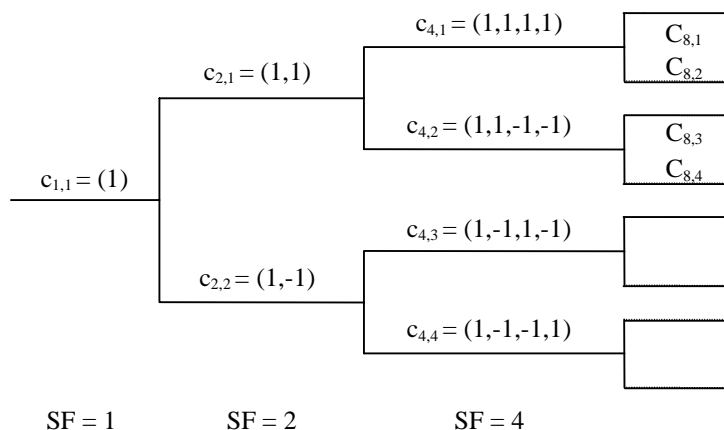 c4,1 = (1,1,1,1)
C8,1
C8,2
c2,1 = (1,1)
c4,2 = (1,1,-1,-1)
C8,3
C8,4
c1,1 = (1)
c4,3 = (1,-1,1,-1)
c2,2 = (1,-1)
c4,4 = (1,-1,-1,1)
SF = 1
SF = 2
SF = 4